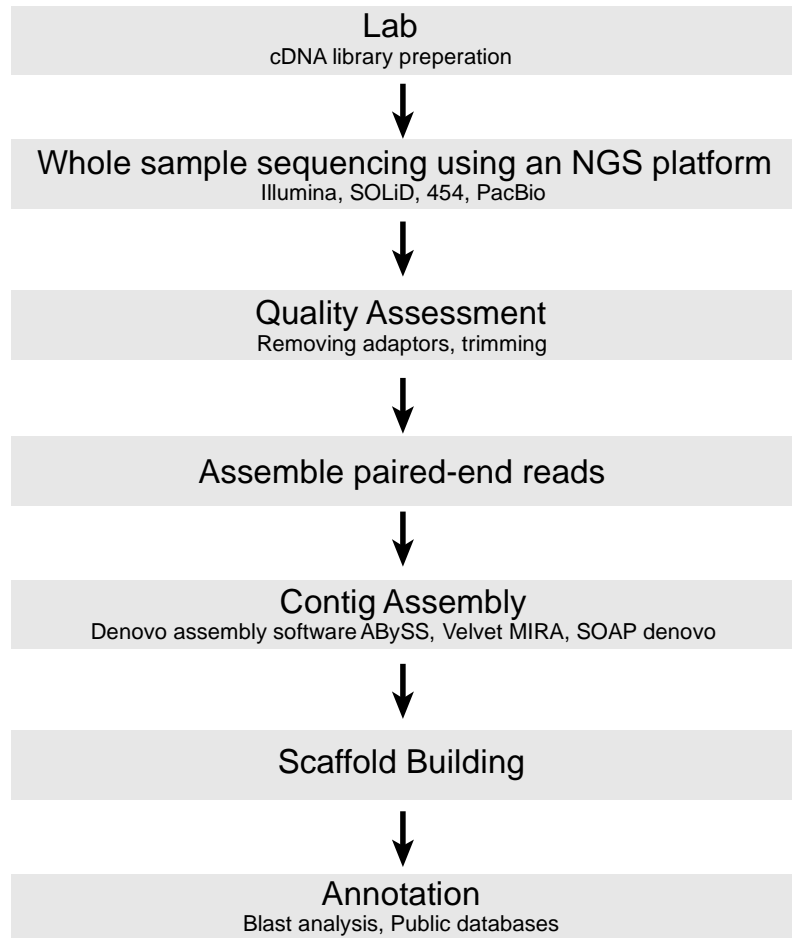 Lab
cDNA library preperation
Whole sample sequencing using an NGS platform
Illumina, SOLiD, 454, PacBio
Quality Assessment
Removing adaptors, trimming
Assemble paired-end reads
Contig Assembly
Denovo assembly software ABySS, Velvet MIRA, SOAP denovo
Scaffold Building
Annotation
Blast analysis, Public databases